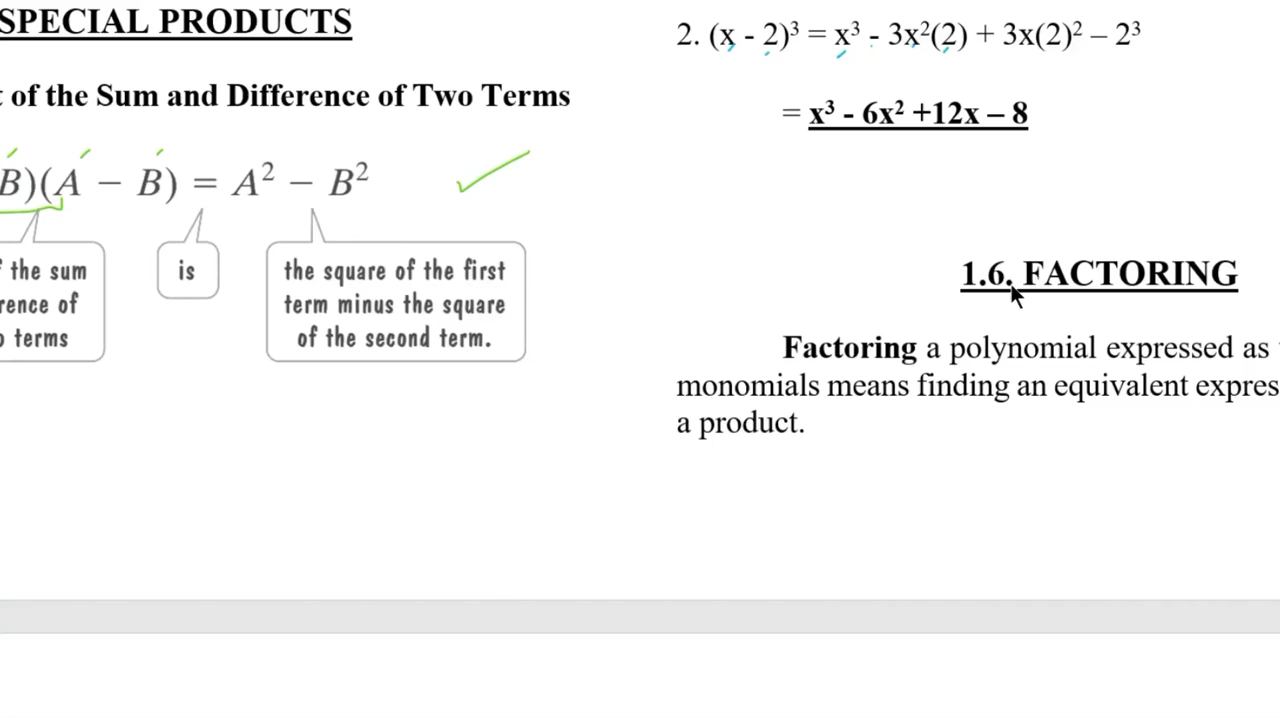 SPECIAL PRODUCTS
of the Sum and Difference of Two Terms
B)(A − B) = A² − B²
the sum
of
terms
is
the square of the first
term minus the square
of the second term.
2. (x - 2)³ = x³ - 3x²(2) + 3x(2)² – 2³
= x³ - 6x² +12x – 8
1.6. FACTORING
Factoring a polynomial expressed as
monomials means finding an equivalent
a product.